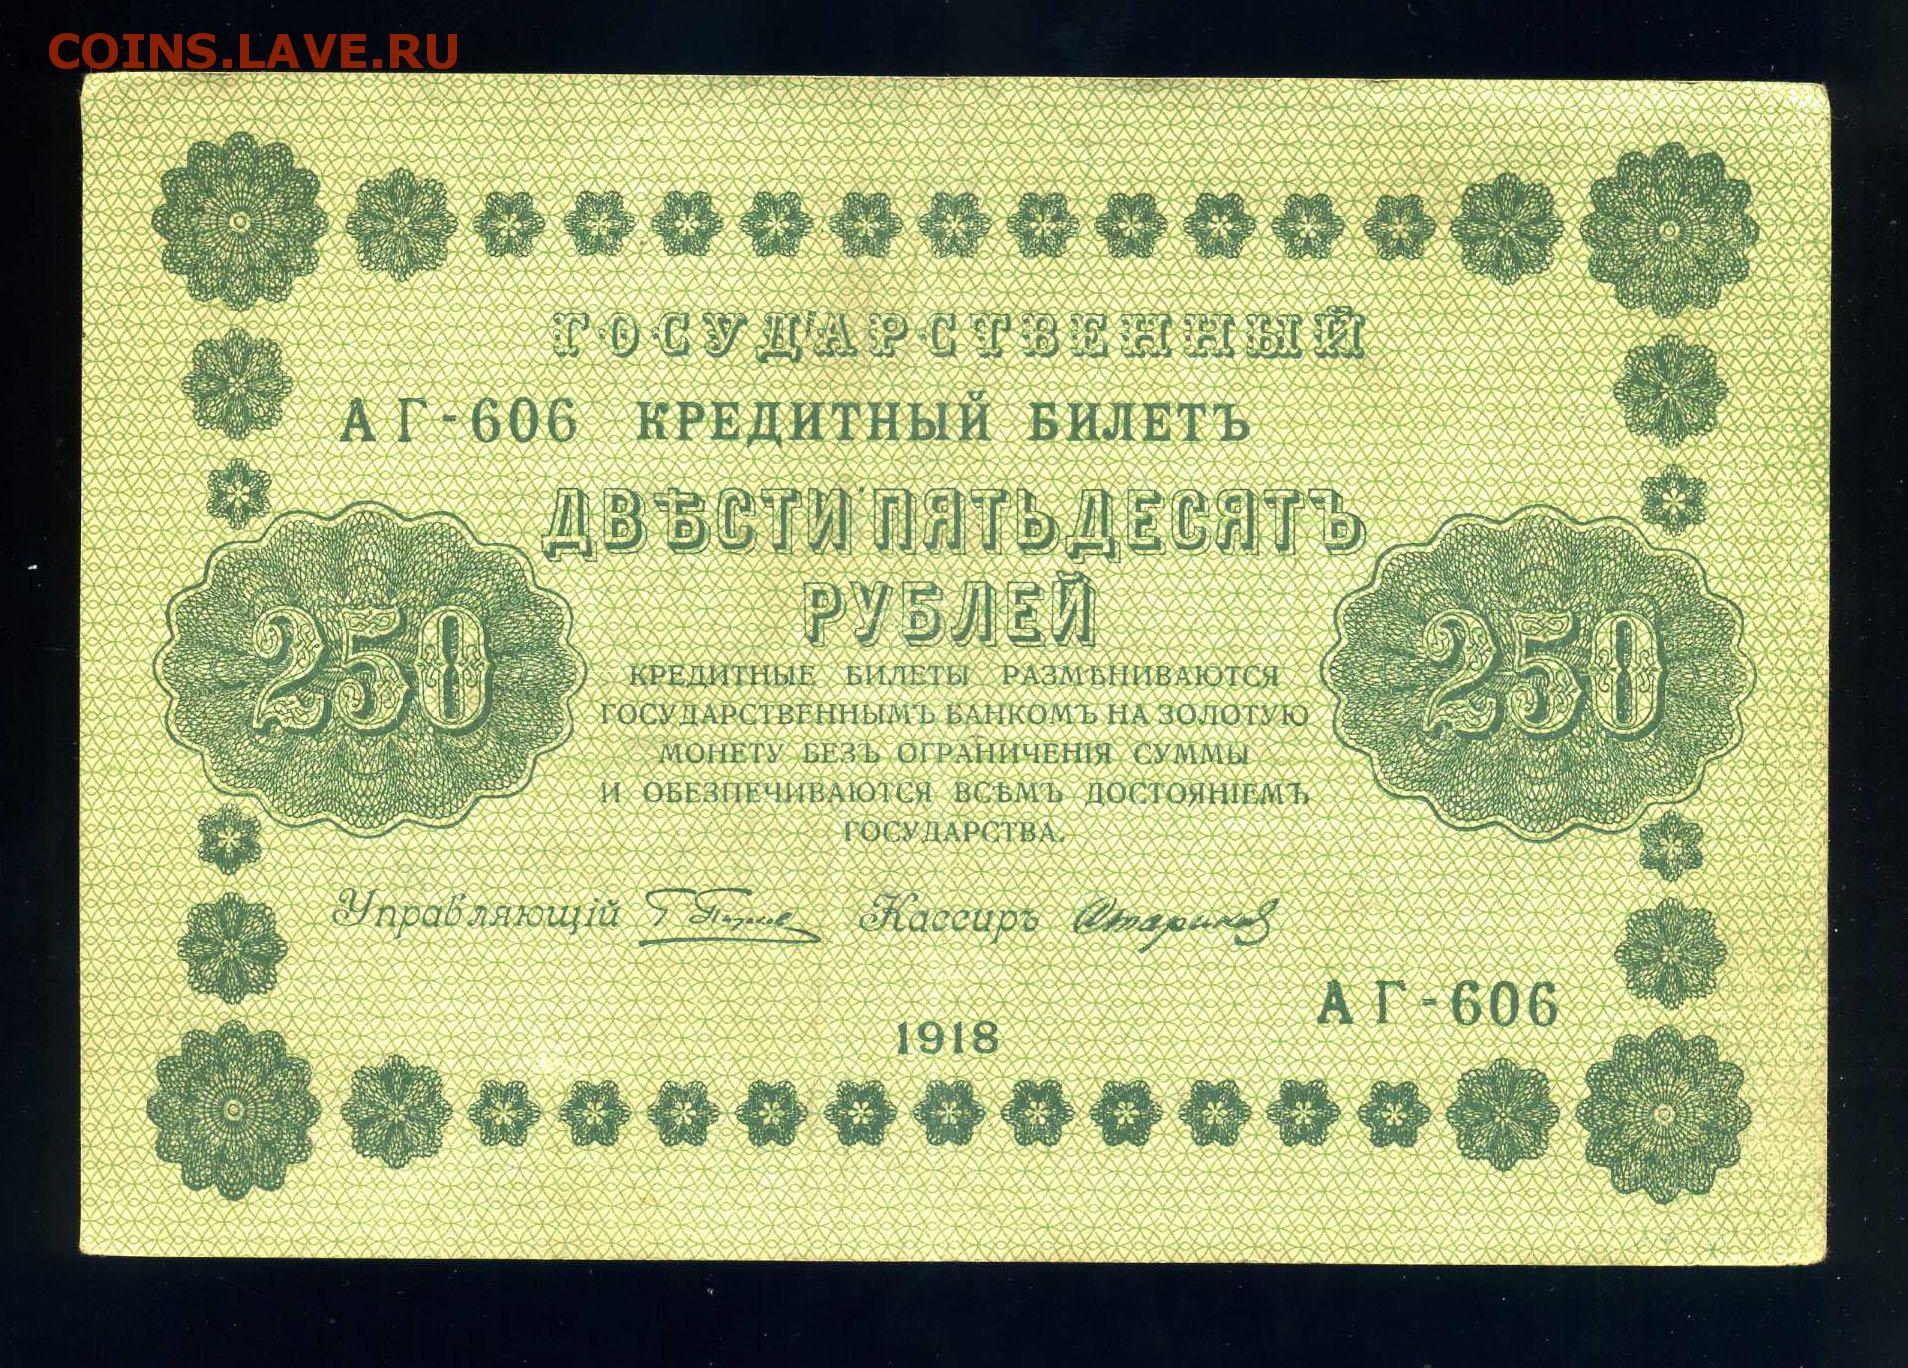 COINS.LAVE.RU
ГОСУДАРСТВЕННЫЙ
АГ-606 КРЕДИТНЫЙ БИЛЕТЪ
ДВѢСТИ ПЯТЬДЕСЯТЪ
РУБЛЕЙ
250
250
КРЕДИТНЫЕ БИЛЕТЫ РАЗМѢНИВАЮТСЯ
ГОСУДАРСТВЕННЫМЪ БАНКОМЪ НА ЗОЛОТУЮ
МОНЕТУ БЕЗЪ ОГРАНИЧЕНІЯ СУММЫ
И ОБЕЗПЕЧИВАЮТСЯ ВСѢМЪ ДОСТОЯНІЕМЪ
ГОСУДАРСТВА.
Управляющій Кассиръ
АГ-606
1918